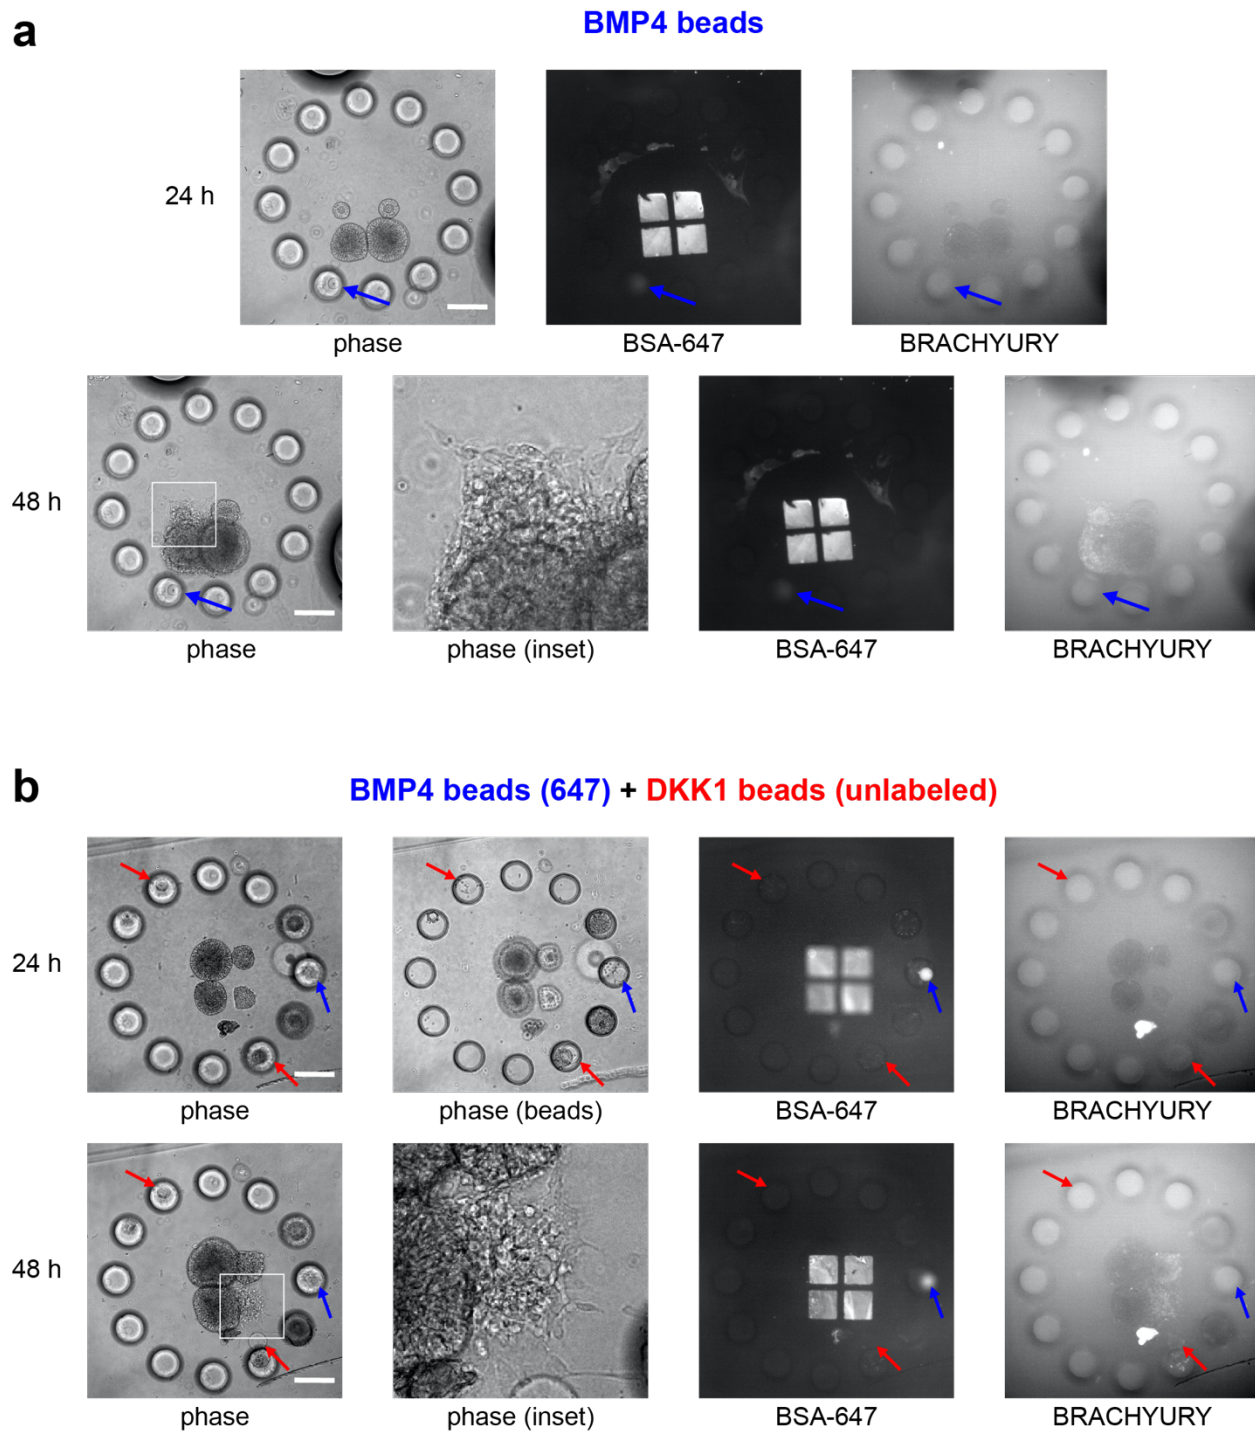 a
BMP4 beads
24 h
phase
BSA-647
BRACHYURY
48 h
phase
phase (inset)
BSA-647
BRACHYURY
b
BMP4 beads (647) + DKK1 beads (unlabeled)
24 h
phase
phase (beads)
BSA-647
BRACHYURY
48 h
phase
phase (inset)
BSA-647
BRACHYURY